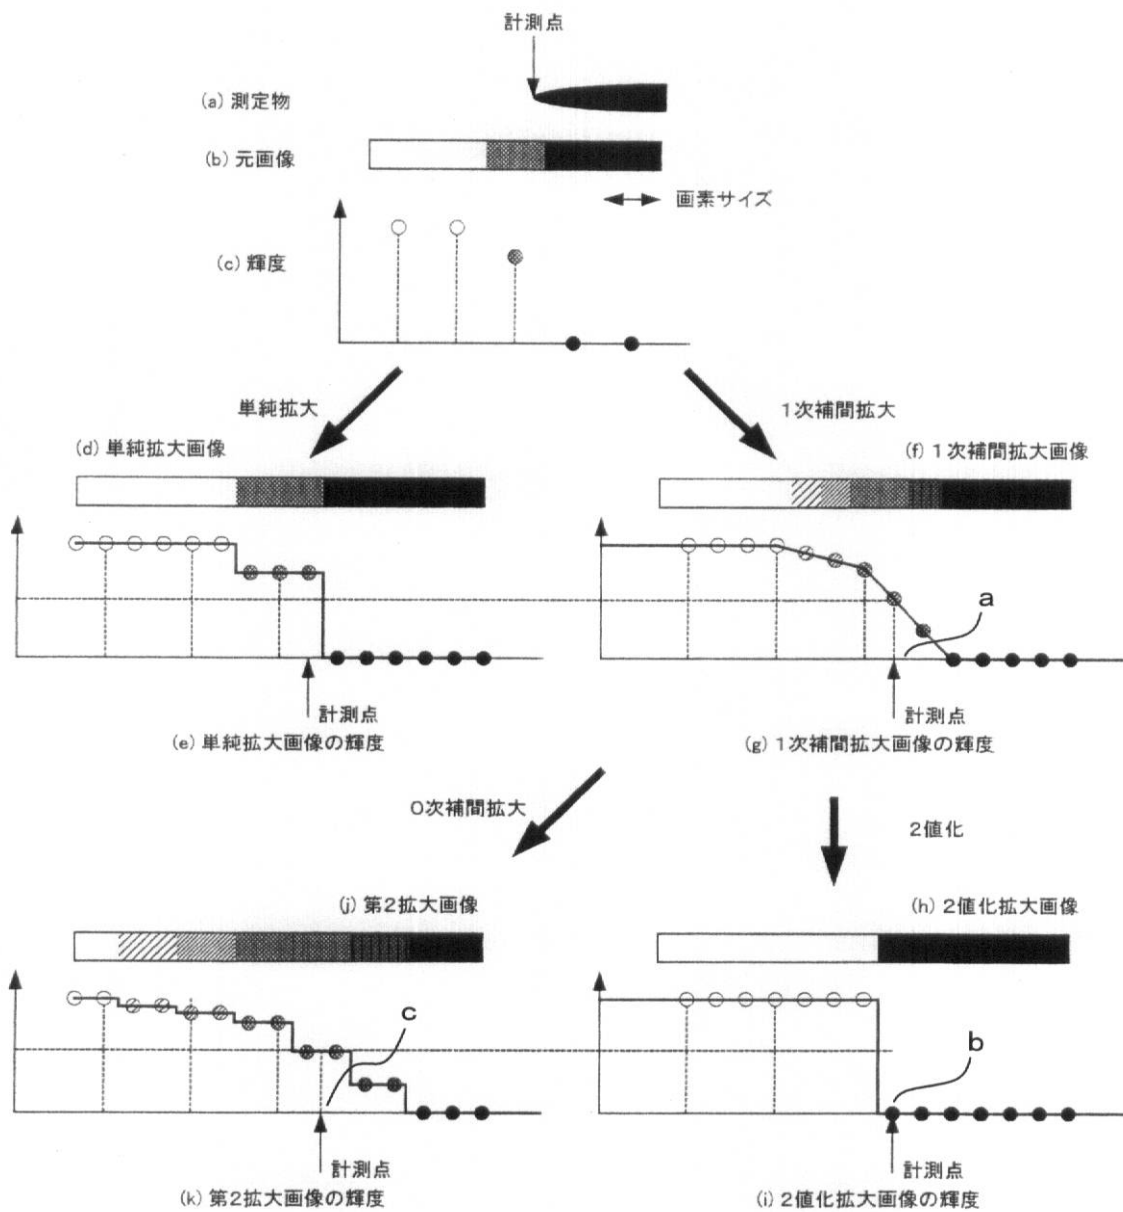 計測点
(a) 測定物
(b) 元画像
画素サイズ
(c) 輝度
単純拡大
1次補間拡大
(d) 単純拡大画像
(f) 1次補間拡大画像
a
計測点
計測点
(e) 単純拡大画像の輝度
(g) 1次補間拡大画像の輝度
0次補間拡大
2値化
(j) 第2拡大画像
(h) 2値化拡大画像
c
b
計測点
計測点
(k) 第2拡大画像の輝度
(i) 2値化拡大画像の輝度